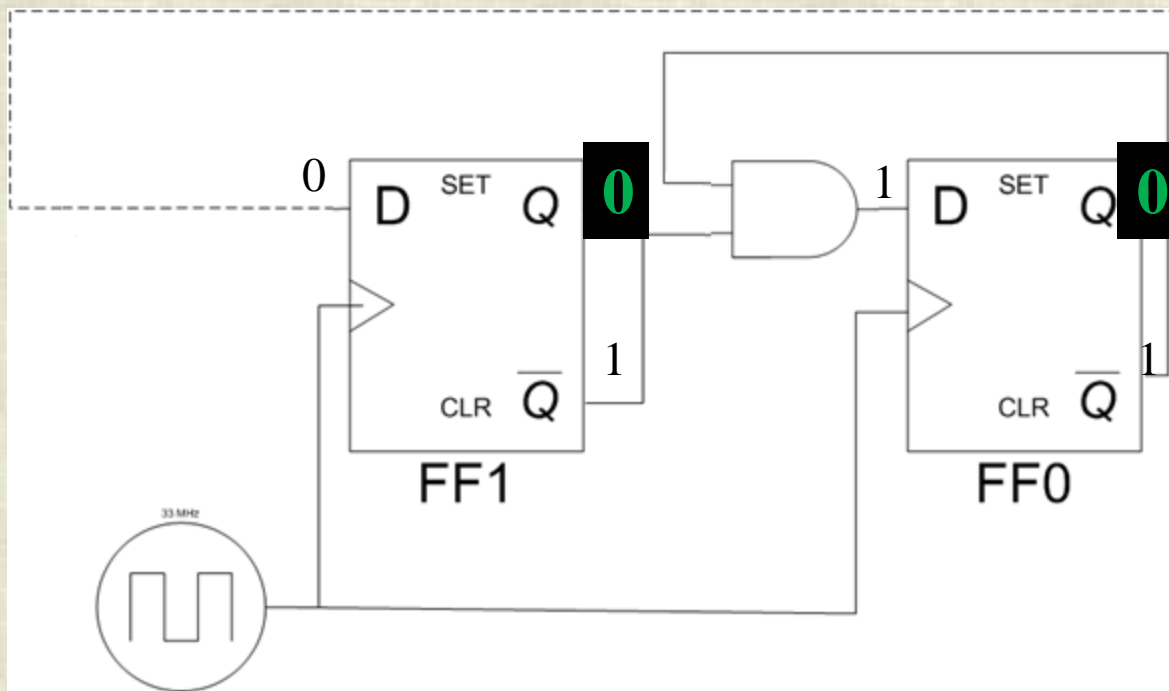 0 D SET Q 0 1 D SET Q 0
1 1
CLR Q̅ CLR Q̅
FF1 FF0
33 MHz